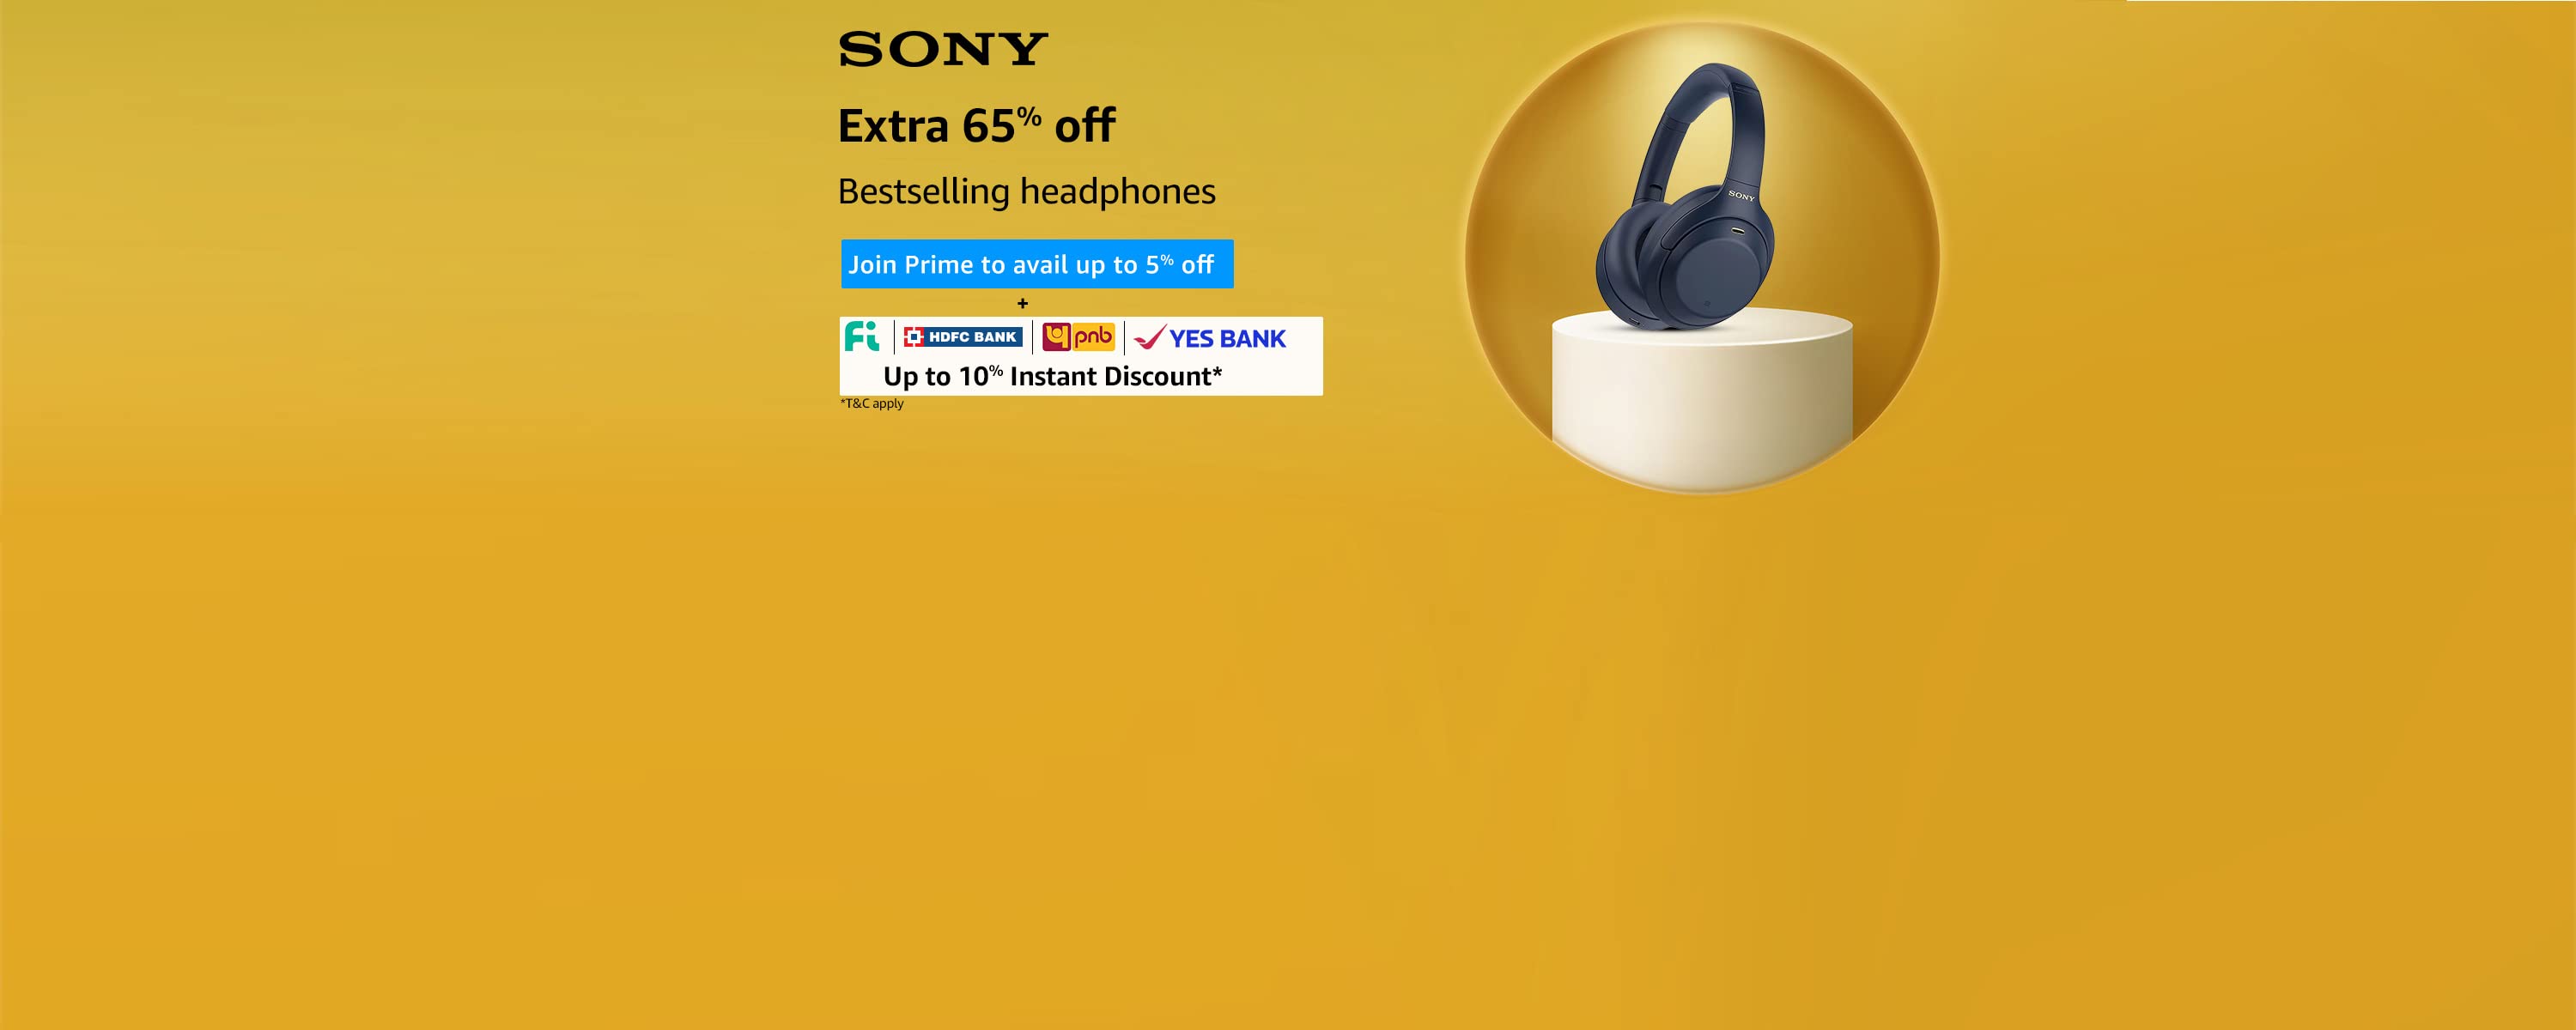 SONY
Extra 65% off
Bestselling headphones
SONY
Join Prime to avail up to 5% off
+
Fi HDFC BANK pnb YES BANK
Up to 10% Instant Discount*
*T&C apply